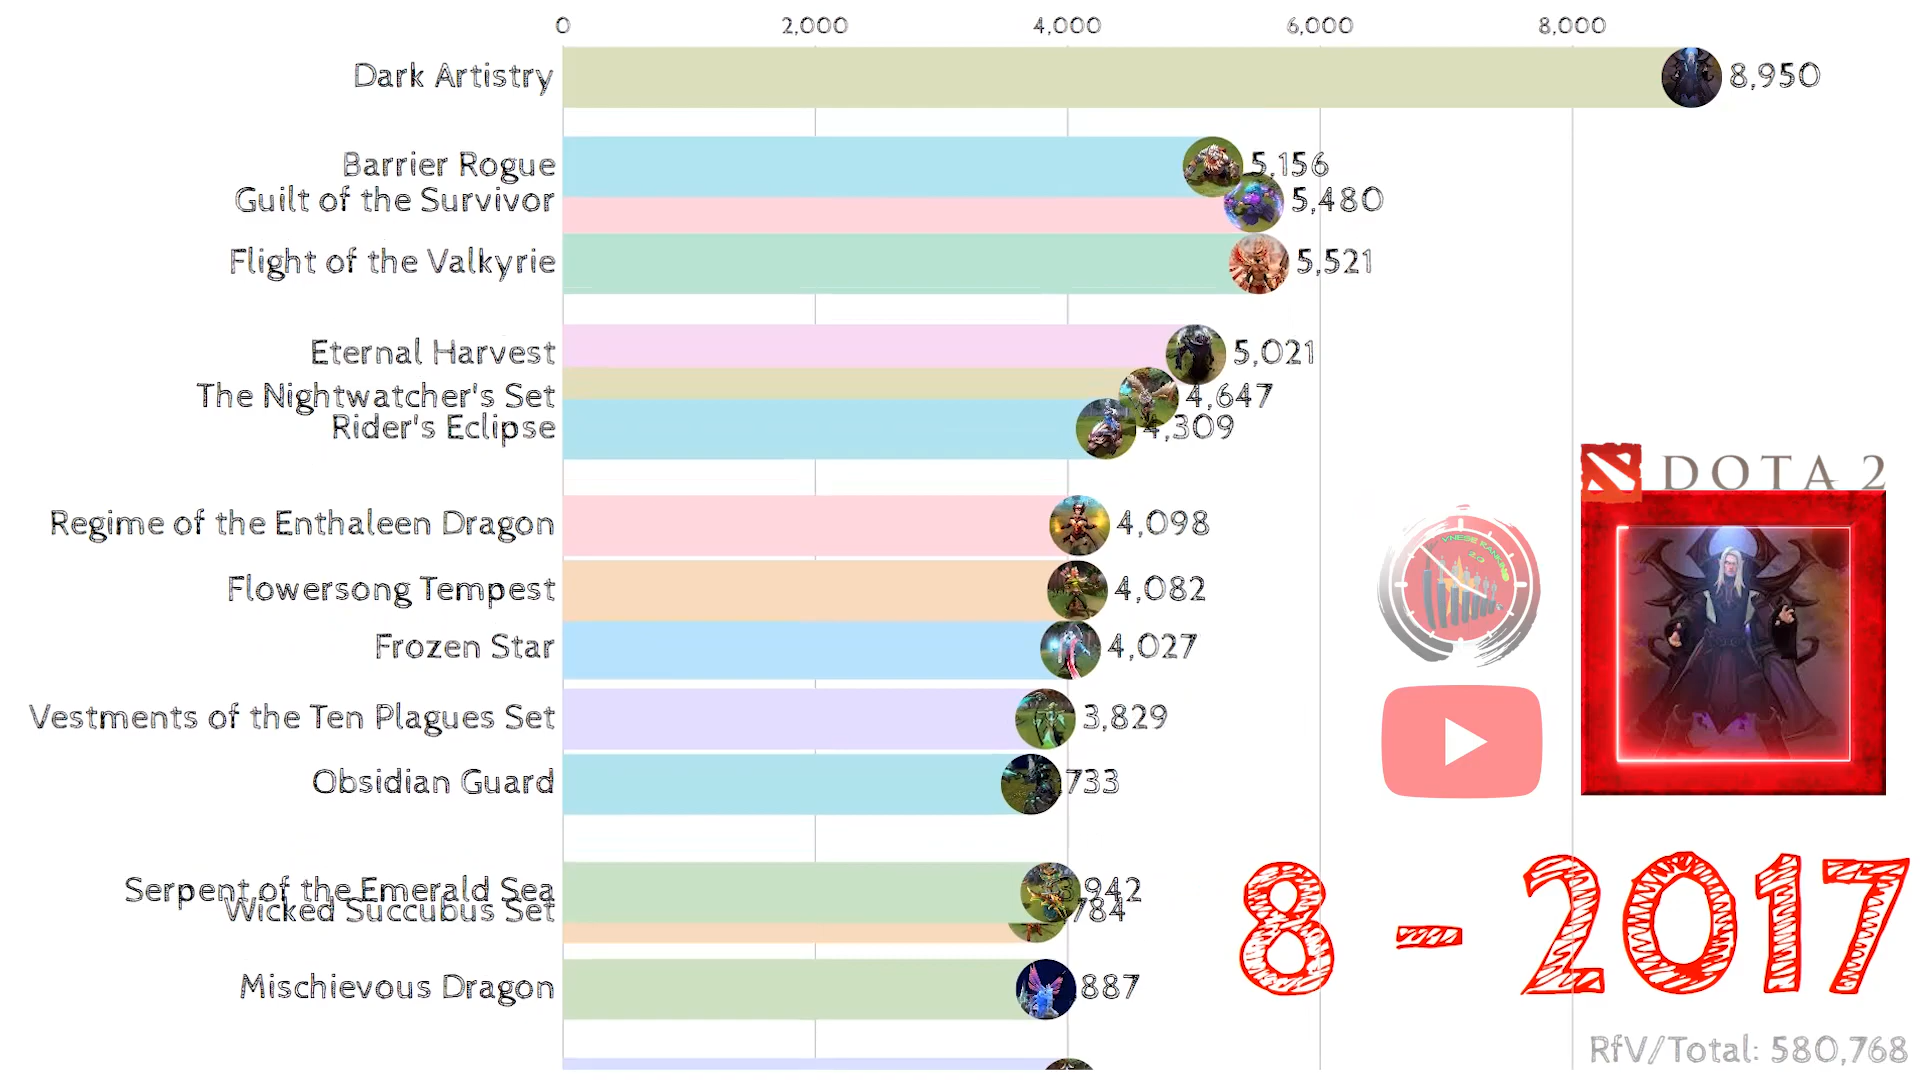 0 2,000 4,000 6,000 8,000
Dark Artistry 8,950
Barrier Rogue 5,156
Guilt of the Survivor 5,480
Flight of the Valkyrie 5,521
Eternal Harvest 5,021
The Nightwatcher's Set 4,647
Rider's Eclipse 4,309
DOTA 2
Regime of the Enthaleen Dragon 4,098
VNEBE RANKING
2.0
Flowersong Tempest 4,082
Frozen Star 4,027
Vestments of the Ten Plagues Set 3,829
Obsidian Guard 733
Serpent of the Emerald Sea 942
Wicked Succubus Set 784
Mischievous Dragon 887
8 - 2017
RfV/Total: 580,768